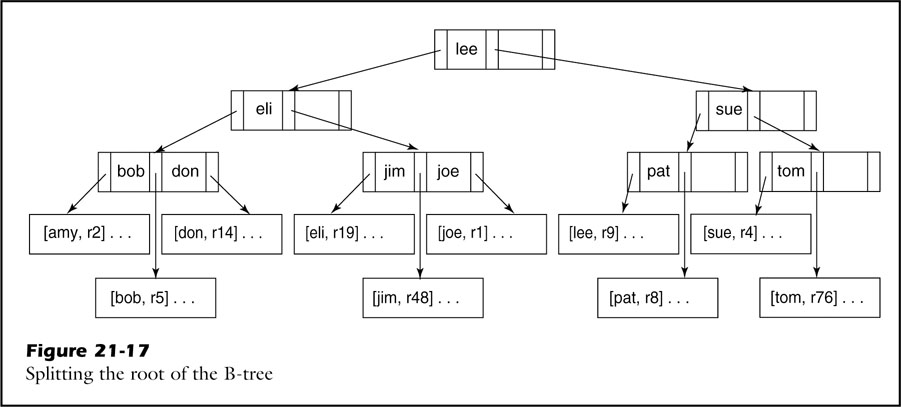 lee
eli
sue
bob don
jim joe
pat
tom
[amy, r2] . . .
[don, r14] . . .
[eli, r19] . . .
[joe, r1] . . .
[lee, r9] . . .
[sue, r4] . . .
[bob, r5] . . .
[jim, r48] . . .
[pat, r8] . . .
[tom, r76] . . .
Figure 21-17
Splitting the root of the B-tree